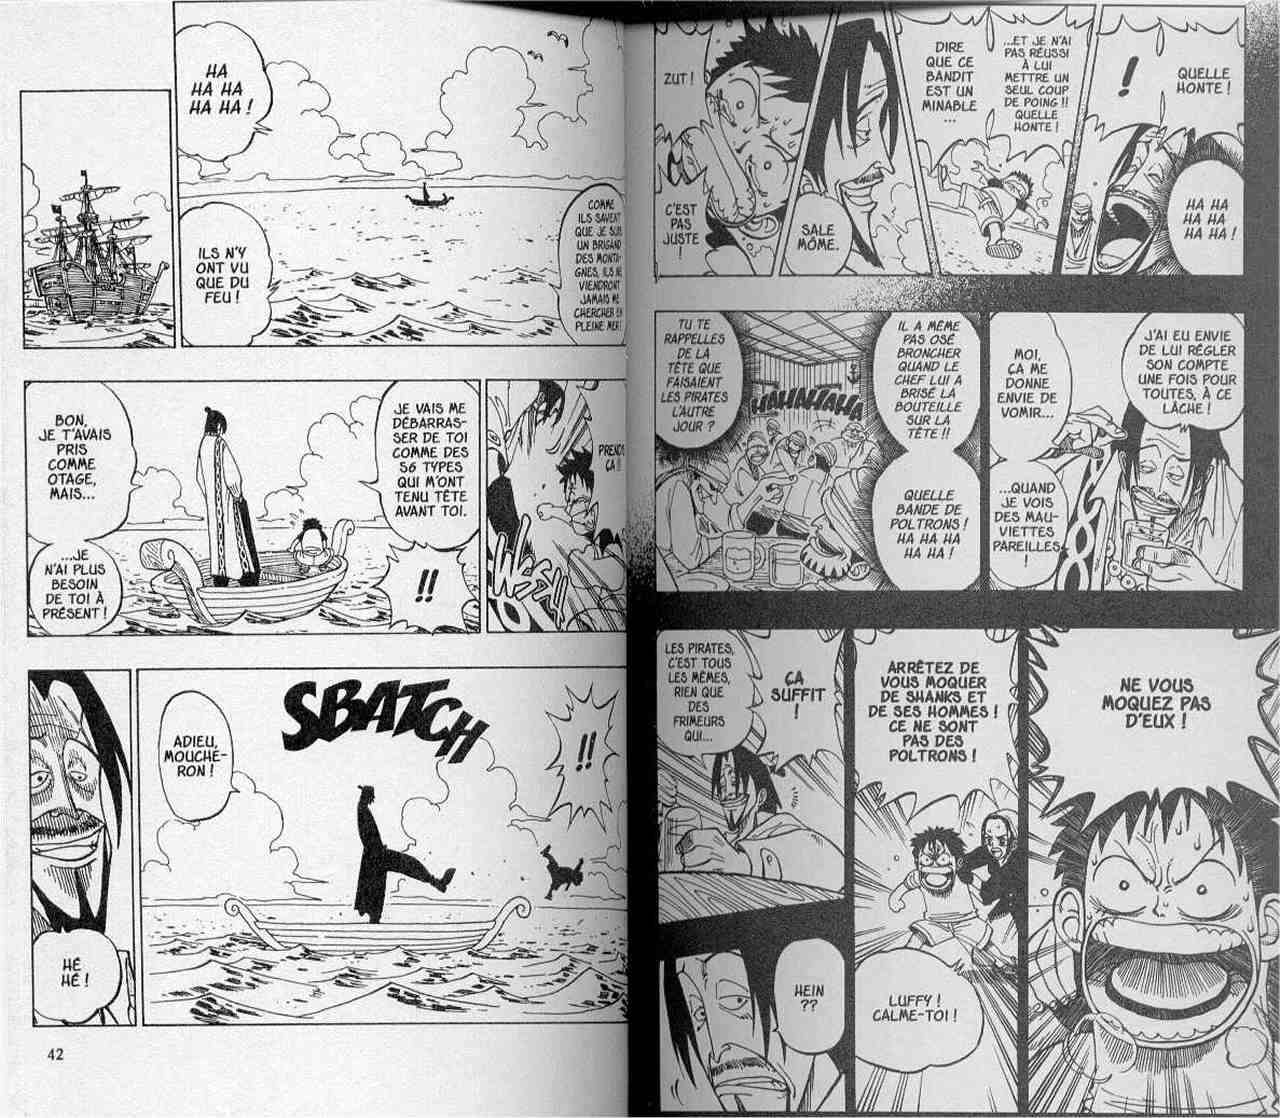 QUELLE
HONTE !
!
HA HA
HA HA
HA HA !
...ET JE N'AI
PAS RÉUSSI
À LUI
METTRE UN
SEUL COUP
DE POING !!
QUELLE
HONTE !
DIRE
QUE CE
BANDIT
EST UN
MINABLE
...
SALE
MÔME.
ZUT !
C'EST
PAS
JUSTE
!
J'AI EU ENVIE
DE LUI RÉGLER
SON COMPTE
UNE FOIS POUR
TOUTES, À CE
LÂCHE !
MOI,
ÇA ME
DONNE
ENVIE DE
VOMIR...
...QUAND
JE VOIS
DES MAU-
VIETTES
PAREILLES
!
IL A MÊME
PAS OSÉ
BRONCHER
QUAND LE
CHEF LUI A
BRISÉ LA
BOUTEILLE
SUR LA
TÊTE !!
QUELLE
BANDE DE
POLTRONS !
HA HA HA
HA HA !
HAHAHAHA
TU TE
RAPPELLES
DE LA
TÊTE QUE
FAISAIENT
LES PIRATES
L'AUTRE
JOUR ?
NE VOUS
MOQUEZ PAS
D'EUX !
ARRÊTEZ DE
VOUS MOQUER
DE SHANKS ET
DE SES HOMMES !
CE NE SONT
PAS DES
POLTRONS !
LUFFY !
CALME-TOI !
ÇA
SUFFIT
!
LES PIRATES,
C'EST TOUS
LES MÊMES,
RIEN QUE
DES
FRIMEURS
QUI...
HEIN
??
COMME
ILS SAVENT
QUE JE SUIS
UN BRIGAND
DES MONTA-
GNES, ILS NE
VIENDRONT
JAMAIS ME
CHERCHER EN
PLEINE MER !
HA
HA HA
HA HA !
ILS N'Y
ONT VU
QUE DU
FEU !
PRENDS
ÇA !!
WSSH
JE VAIS ME
DÉBARRAS-
SER DE TOI
COMME DES
56 TYPES
QUI M'ONT
TENU TÊTE
AVANT TOI.
!!
BON,
JE T'AVAIS
PRIS
COMME
OTAGE,
MAIS...
...JE
N'AI PLUS
BESOIN
DE TOI À
PRÉSENT !
!!
SBATCH
ADIEU,
MOUCHE-
RON !
HÉ
HÉ !
42